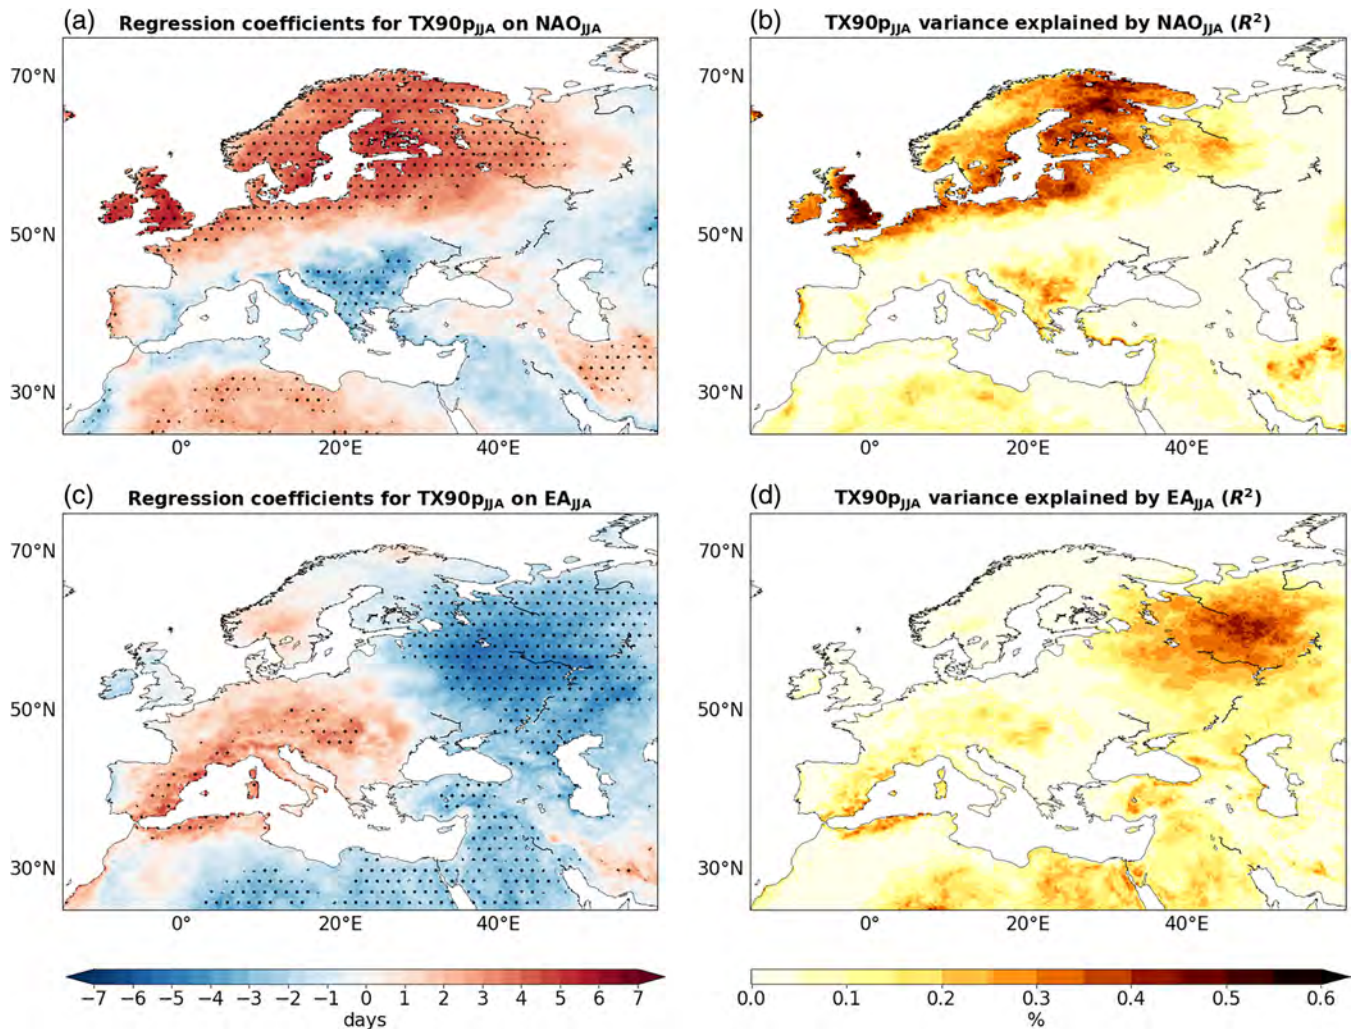 (a) Regression coefficients for TX90pJJA on NAOJJA
(b) TX90pJJA variance explained by NAOJJA (R²)
70°N
50°N
30°N
0° 20°E 40°E
70°N
50°N
30°N
0° 20°E 40°E
(c) Regression coefficients for TX90pJJA on EAJJA
(d) TX90pJJA variance explained by EAJJA (R²)
70°N
50°N
30°N
0° 20°E 40°E
70°N
50°N
30°N
0° 20°E 40°E
−7 −6 −5 −4 −3 −2 −1 0 1 2 3 4 5 6 7
days
0.0 0.1 0.2 0.3 0.4 0.5 0.6
%